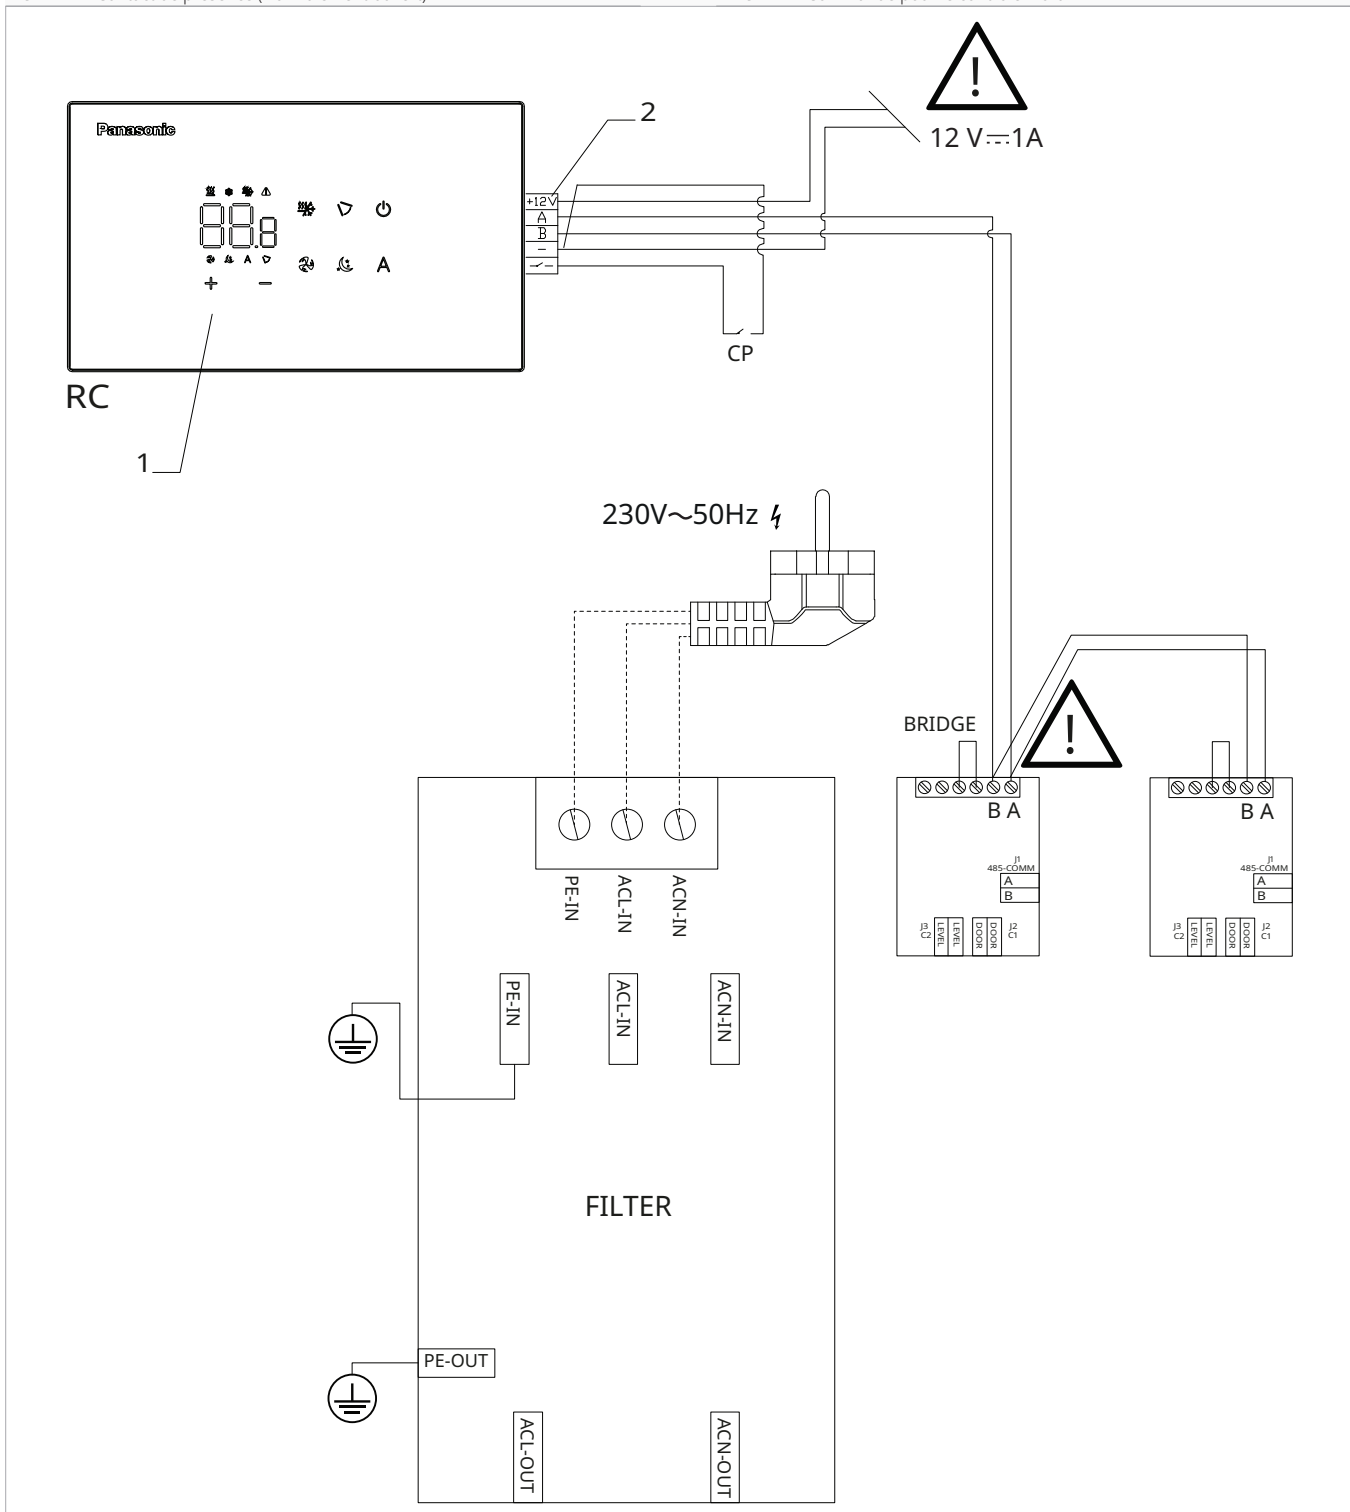 Panasonic
2
12 V 1A
+12V
A
B
−
88.8
A
+ −
A
CP
RC
1
230V~50Hz
BRIDGE
B A
B A
J1
485-COMM
A
B
J3
C2
LEVEL
LEVEL
DOOR
DOOR
J2
C1
J1
485-COMM
A
B
J3
C2
LEVEL
LEVEL
DOOR
DOOR
J2
C1
PE-IN
ACL-IN
ACN-IN
PE-IN
ACL-IN
ACN-IN
FILTER
PE-OUT
ACL-OUT
ACN-OUT